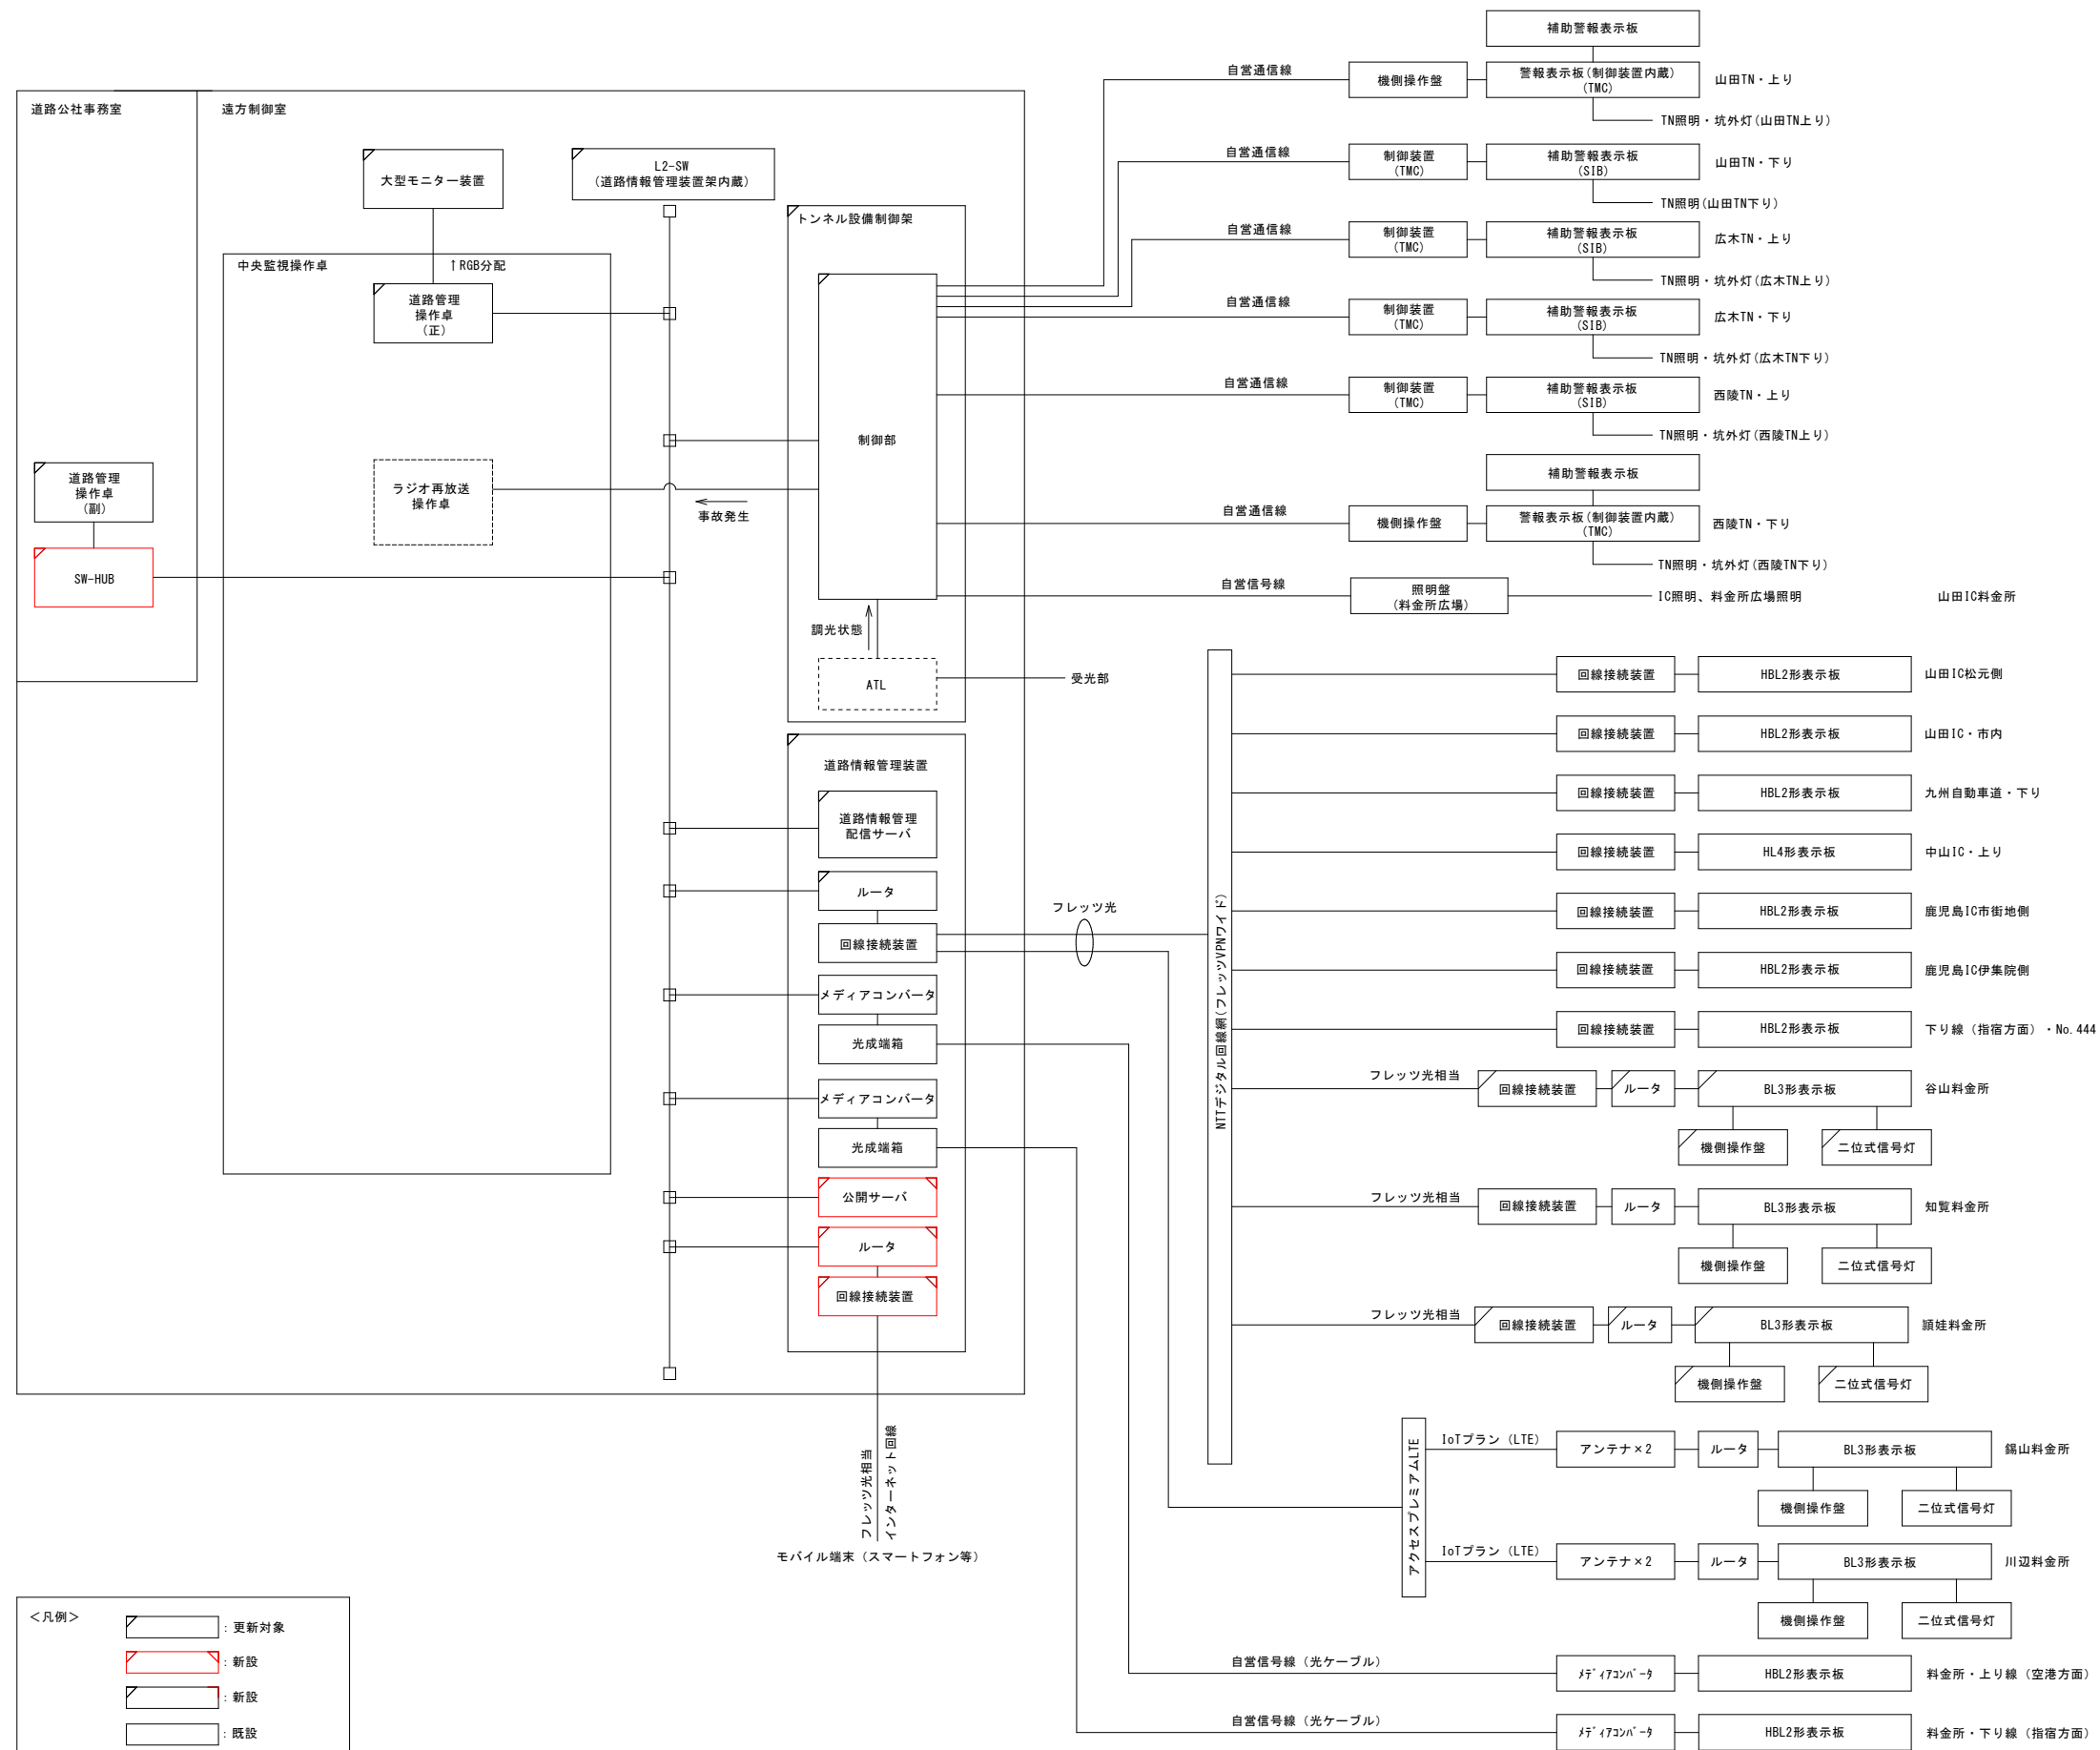 補助警報表示板
自営通信線
機側操作盤
警報表示板(制御装置内蔵)
(TMC)
山田TN・上り
TN照明・坑外灯(山田TN上り)
自営通信線
制御装置
(TMC)
補助警報表示板
(SIB)
山田TN・下り
TN照明(山田TN下り)
自営通信線
制御装置
(TMC)
補助警報表示板
(SIB)
広木TN・上り
TN照明・坑外灯(広木TN上り)
自営通信線
制御装置
(TMC)
補助警報表示板
(SIB)
広木TN・下り
TN照明・坑外灯(広木TN下り)
自営通信線
制御装置
(TMC)
補助警報表示板
(SIB)
西陵TN・上り
TN照明・坑外灯(西陵TN上り)
補助警報表示板
自営通信線
機側操作盤
警報表示板(制御装置内蔵)
(TMC)
西陵TN・下り
TN照明・坑外灯(西陵TN下り)
自営信号線
照明盤
(料金所広場)
IC照明、料金所広場照明
山田IC料金所
道路公社事務室
遠方制御室
大型モニター装置
L2-SW
(道路情報管理装置架内蔵)
トンネル設備制御架
中央監視操作卓
↑RGB分配
道路管理
操作卓
(正)
制御部
道路管理
操作卓
(副)
SW-HUB
ラジオ再放送
操作卓
事故発生
調光状態
ATL
受光部
道路情報管理装置
道路情報管理
配信サーバ
ルータ
回線接続装置
フレッツ光
メディアコンバータ
光成端箱
メディアコンバータ
光成端箱
公開サーバ
ルータ
回線接続装置
フレッツ光相当
インターネット回線
モバイル端末(スマートフォン等)
NTTデジタル回線網(フレッツVPNワイド)
回線接続装置
HBL2形表示板
山田IC松元側
回線接続装置
HBL2形表示板
山田IC・市内
回線接続装置
HBL2形表示板
九州自動車道・下り
回線接続装置
HL4形表示板
中山IC・上り
回線接続装置
HBL2形表示板
鹿児島IC市街地側
回線接続装置
HBL2形表示板
鹿児島IC伊集院側
回線接続装置
HBL2形表示板
下り線(指宿方面)・No.444
フレッツ光相当
回線接続装置
ルータ
BL3形表示板
谷山料金所
機側操作盤
二位式信号灯
フレッツ光相当
回線接続装置
ルータ
BL3形表示板
知覧料金所
機側操作盤
二位式信号灯
フレッツ光相当
回線接続装置
ルータ
BL3形表示板
頴娃料金所
機側操作盤
二位式信号灯
アクセスプレミアムLTE
IoTプラン(LTE)
アンテナ×2
ルータ
BL3形表示板
錫山料金所
機側操作盤
二位式信号灯
IoTプラン(LTE)
アンテナ×2
ルータ
BL3形表示板
川辺料金所
機側操作盤
二位式信号灯
自営信号線(光ケーブル)
ﾒﾃﾞｨｱｺﾝﾊﾞｰﾀ
HBL2形表示板
料金所・上り線(空港方面)
自営信号線(光ケーブル)
ﾒﾃﾞｨｱｺﾝﾊﾞｰﾀ
HBL2形表示板
料金所・下り線(指宿方面)
<凡例>
:更新対象
:新設
:新設
:既設